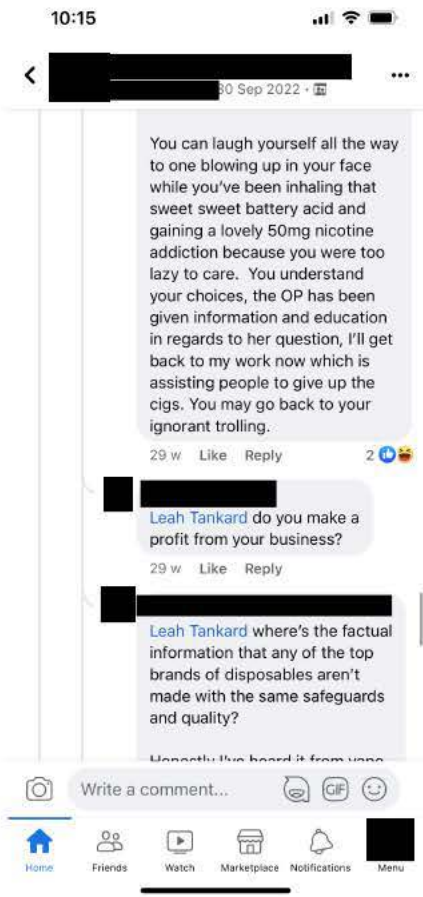 10:15
30 Sep 2022 ·
You can laugh yourself all the way
to one blowing up in your face
while you've been inhaling that
sweet sweet battery acid and
gaining a lovely 50mg nicotine
addiction because you were too
lazy to care. You understand
your choices, the OP has been
given information and education
in regards to her question, I'll get
back to my work now which is
assisting people to give up the
cigs. You may go back to your
ignorant trolling.
29 w Like Reply 2
Leah Tankard do you make a
profit from your business?
29 w Like Reply
Leah Tankard where's the factual
information that any of the top
brands of disposables aren't
made with the same safeguards
and quality?
Honestly I've heard it from vape
Write a comment... GIF
Home Friends Watch Marketplace Notifications Menu